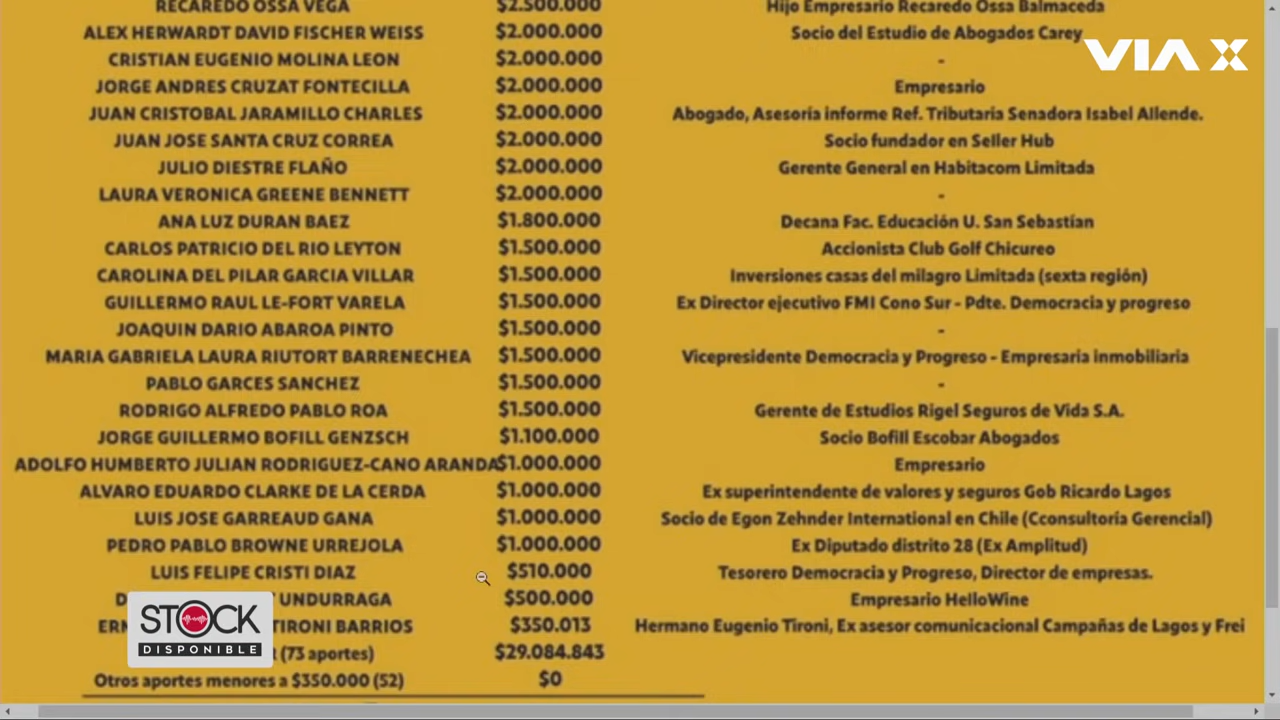 RECAREDO OSSA VEGA $2.500.000 Hijo Empresario Recaredo Ossa Balmaceda
ALEX HERWARDT DAVID FISCHER WEISS $2.000.000 Socio del Estudio de Abogados Carey
VIA X
CRISTIAN EUGENIO MOLINA LEON $2.000.000 -
JORGE ANDRES CRUZAT FONTECILLA $2.000.000 Empresario
JUAN CRISTOBAL JARAMILLO CHARLES $2.000.000 Abogado, Asesoría informe Ref. Tributaria Senadora Isabel Allende.
JUAN JOSE SANTA CRUZ CORREA $2.000.000 Socio fundador en Seller Hub
JULIO DIESTRE FLAÑO $2.000.000 Gerente General en Habitacom Limitada
LAURA VERONICA GREENE BENNETT $2.000.000 -
ANA LUZ DURAN BAEZ $1.800.000 Decana Fac. Educación U. San Sebastían
CARLOS PATRICIO DEL RIO LEYTON $1.500.000 Accionista Club Golf Chicureo
CAROLINA DEL PILAR GARCIA VILLAR $1.500.000 Inversiones casas del milagro Limitada (sexta región)
GUILLERMO RAUL LE-FORT VARELA $1.500.000 Ex Director ejecutivo FMI Cono Sur - Pdte. Democracia y progreso
JOAQUIN DARIO ABAROA PINTO $1.500.000 -
MARIA GABRIELA LAURA RIUTORT BARRENECHEA $1.500.000 Vicepresidente Democracia y Progreso - Empresaria inmobiliaria
PABLO GARCES SANCHEZ $1.500.000 -
RODRIGO ALFREDO PABLO ROA $1.500.000 Gerente de Estudios Rigel Seguros de Vida S.A.
JORGE GUILLERMO BOFILL GENZSCH $1.100.000 Socio Bofill Escobar Abogados
ADOLFO HUMBERTO JULIAN RODRIGUEZ-CANO ARANDA $1.000.000 Empresario
ALVARO EDUARDO CLARKE DE LA CERDA $1.000.000 Ex superintendente de valores y seguros Gob Ricardo Lagos
LUIS JOSE GARREAUD GANA $1.000.000 Socio de Egon Zehnder International en Chile (Cconsultoría Gerencial)
PEDRO PABLO BROWNE URREJOLA $1.000.000 Ex Diputado distrito 28 (Ex Amplitud)
LUIS FELIPE CRISTI DIAZ $510.000 Tesorero Democracia y Progreso, Director de empresas.
UNDURRAGA $500.000 Empresario HelloWine
TIRONI BARRIOS $350.013 Hermano Eugenio Tironi, Ex asesor comunicacional Campañas de Lagos y Frei
STOCK
DISPONIBLE
(73 aportes) $29.084.843
Otros aportes menores a $350.000 (52) $0